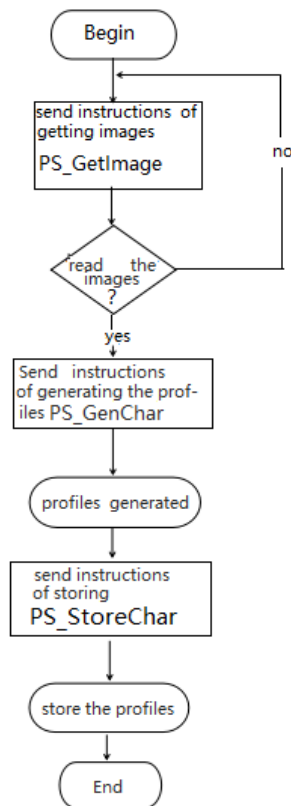 Begin
send instructions of
getting images
PS_GetImage
no
read the
images
?
yes
Send instructions
of generating the prof-
iles PS_GenChar
profiles generated
send instructions
of storing
PS_StoreChar
store the profiles
End